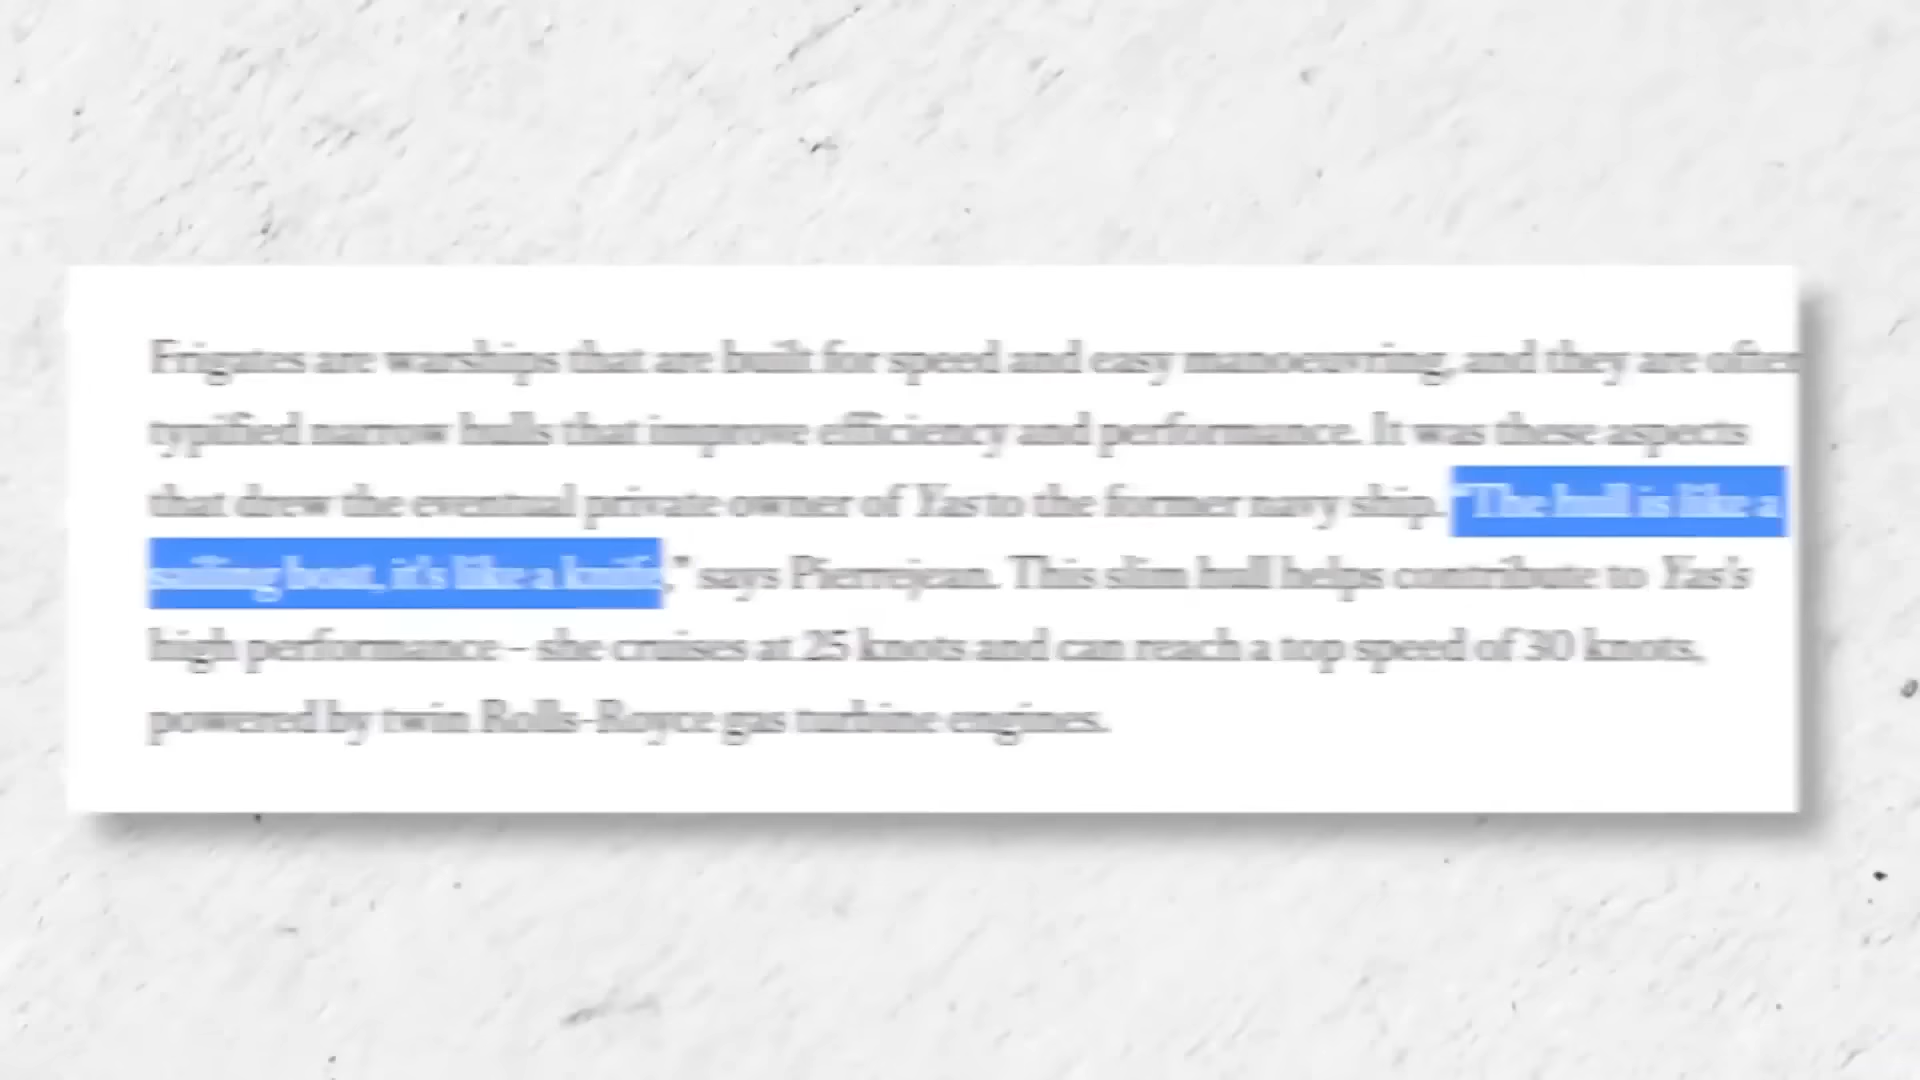 Frigates are warships that are built for speed and easy manoeuvring, and they are often
typified narrow hulls that improve efficiency and performance. It was these aspects
that drew the eventual private owner of Yas to the former navy ship. "The hull is like a
sailing boat, it's like a knife," says Pierrejean. This slim hull helps contribute to Yas's
high performance – she cruises at 25 knots and can reach a top speed of 30 knots,
powered by twin Rolls-Royce gas turbine engines.